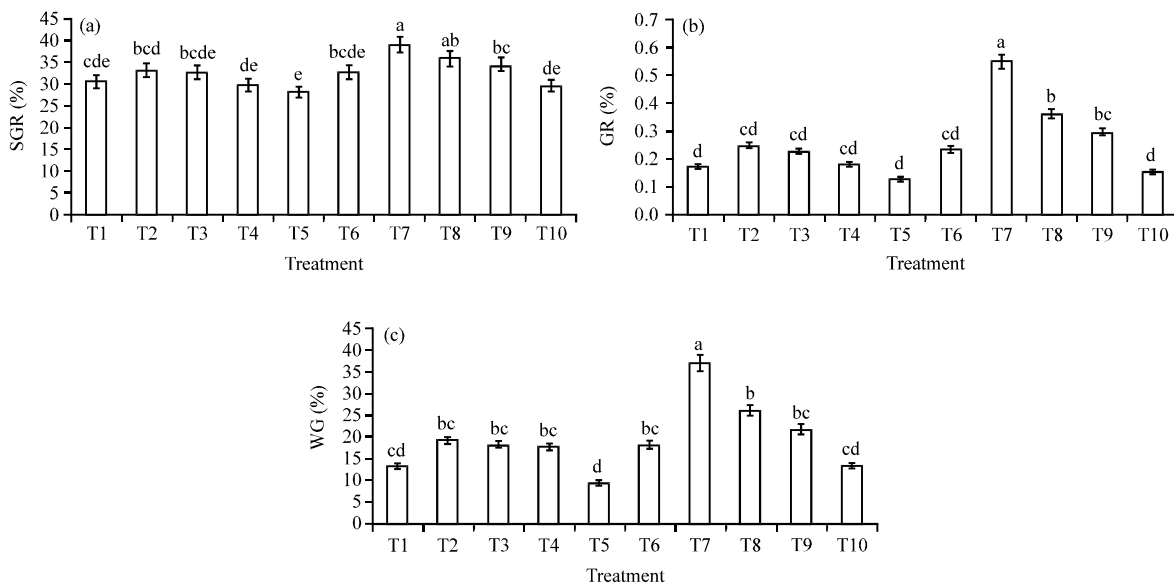 (a)
SGR (%)
45
40
35
30
25
20
15
10
5
0
cde
bcd
bcde
de
e
bcde
a
ab
bc
de
T1 T2 T3 T4 T5 T6 T7 T8 T9 T10
Treatment
(b)
GR (%)
0.7
0.6
0.5
0.4
0.3
0.2
0.1
0.0
d
cd
cd
cd
d
cd
a
b
bc
d
T1 T2 T3 T4 T5 T6 T7 T8 T9 T10
Treatment
(c)
WG (%)
45
40
35
30
25
20
15
10
5
0
cd
bc
bc
bc
d
bc
a
b
bc
cd
T1 T2 T3 T4 T5 T6 T7 T8 T9 T10
Treatment